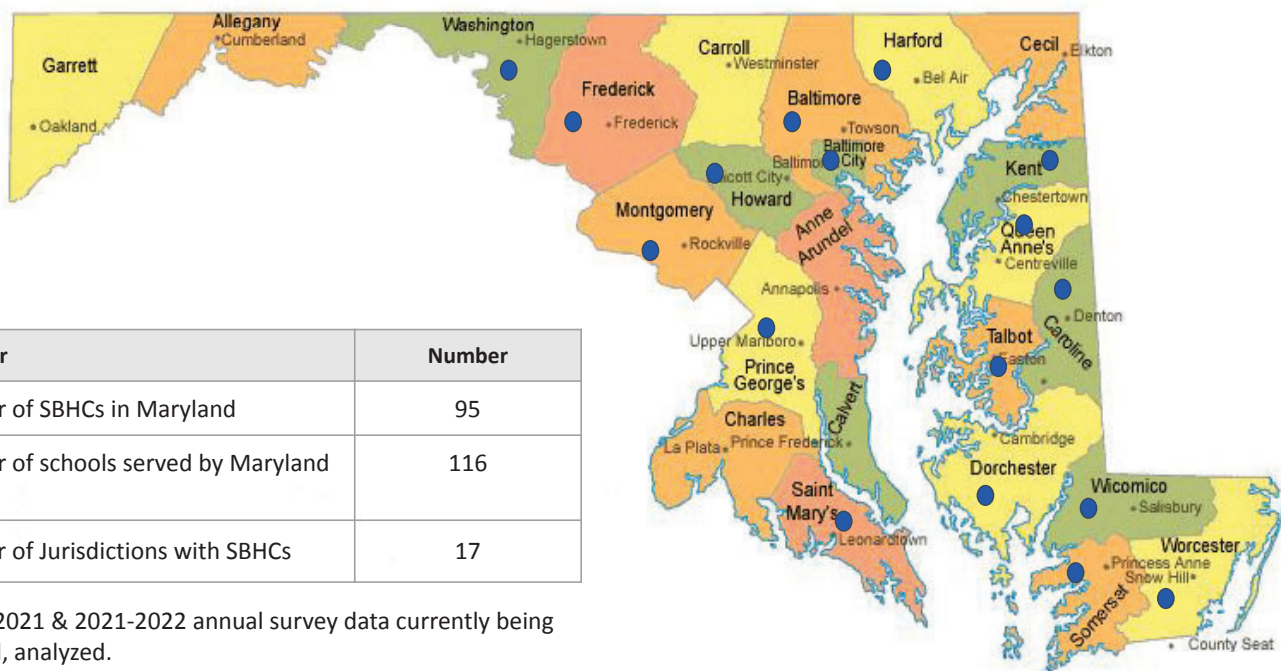 Allegany
Cumberland
Washington
Hagerstown
Garrett
Oakland
Frederick
Frederick
Carroll
Westminster
Baltimore
Towson
Harford
Bel Air
Cecil
Elkton
Baltimore
City
Baltimore
icott City
Howard
Kent
Chestertown
Montgomery
Rockville
Anne
Arundel
Annapolis
Queen
Anne's
Centreville
Denton
Caroline
Talbot
Easton
Upper Marlboro
Prince
George's
Charles
La Plata
Prince Frederick
Calvert
Cambridge
Dorchester
Saint
Mary's
Leonardtown
Wicomico
Salisbury
Worcester
Princess Anne
Snow Hill
Somerset
County Seat
r Number
r of SBHCs in Maryland 95
r of schools served by Maryland 116
r of Jurisdictions with SBHCs 17
2021 & 2021-2022 annual survey data currently being
, analyzed.